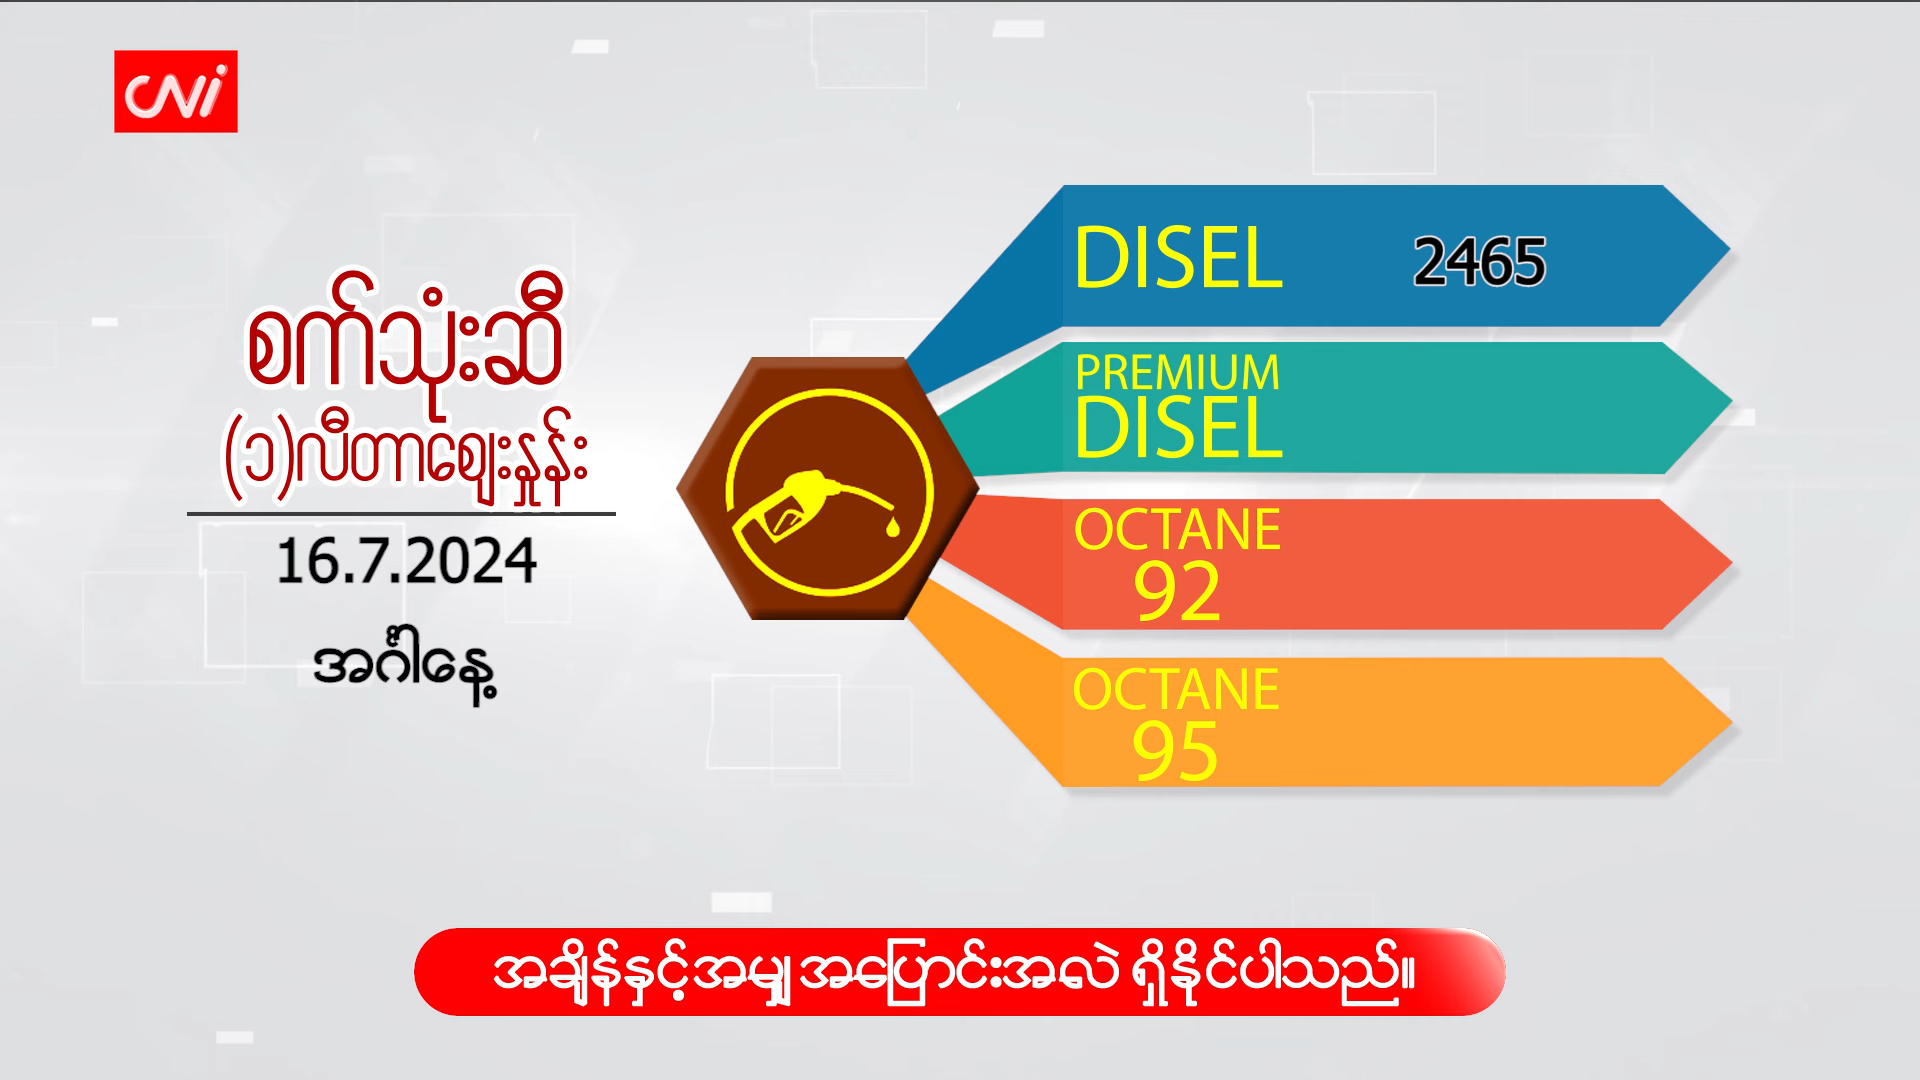 CNi
စက်သုံးဆီ
(၁)လီတာဈေးနှုန်း
16.7.2024
အင်္ဂါနေ့
DISEL 2465
PREMIUM
DISEL
OCTANE
92
OCTANE
95
အချိန်နှင့်အမျှ အပြောင်းအလဲ ရှိနိုင်ပါသည်။